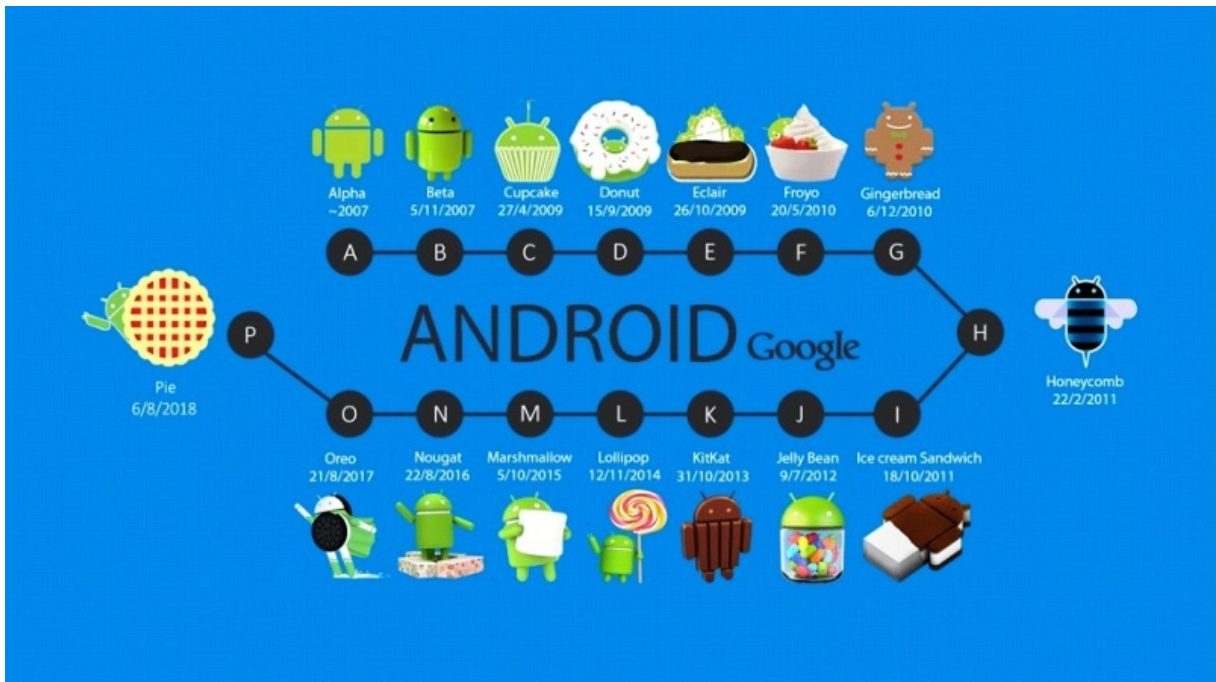 Alpha
~2007
Beta
5/11/2007
Cupcake
27/4/2009
Donut
15/9/2009
Eclair
26/10/2009
Froyo
20/5/2010
Gingerbread
6/12/2010
A
B
C
D
E
F
G
H
Honeycomb
22/2/2011
ANDROID Google
P
Pie
6/8/2018
O
N
M
L
K
J
I
Oreo
21/8/2017
Nougat
22/8/2016
Marshmallow
5/10/2015
Lollipop
12/11/2014
KitKat
31/10/2013
Jelly Bean
9/7/2012
Ice cream Sandwich
18/10/2011